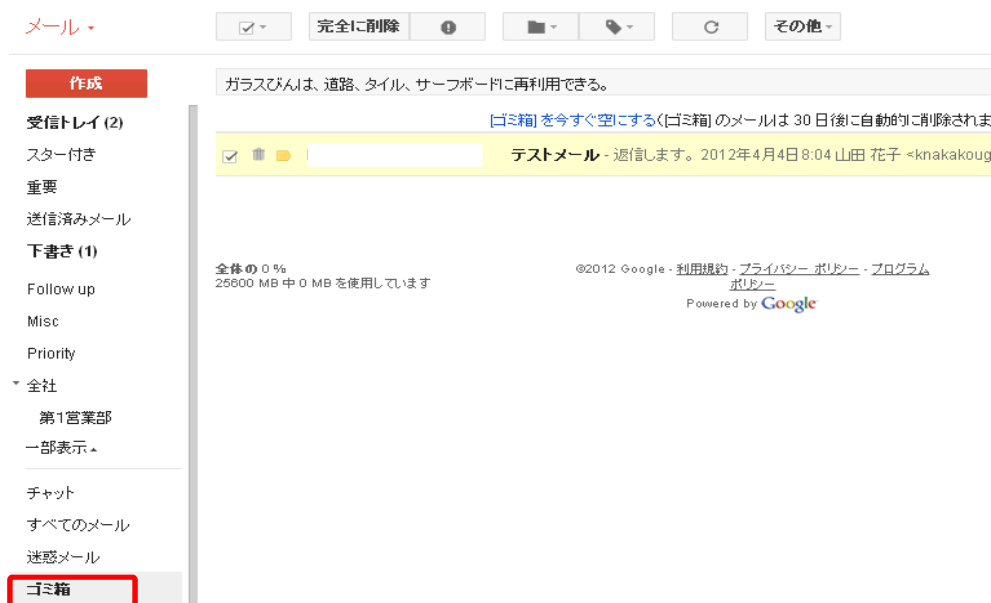 メール
完全に削除
その他
作成
ガラスびんは、道路、タイル、サーフボードに再利用できる。
受信トレイ (2)
[ゴミ箱] を今すぐ空にする([ゴミ箱] のメールは 30 日後に自動的に削除されま
スター付き
テストメール - 返信します。2012年4月4日8:04 山田 花子 <knakakoug
重要
送信済みメール
下書き (1)
全体の 0 %
25600 MB 中 0 MB を使用しています
©2012 Google - 利用規約 - プライバシー ポリシー - プログラム
ポリシー
Powered by Google
Follow up
Misc
Priority
全社
第1営業部
一部表示
チャット
すべてのメール
迷惑メール
ゴミ箱